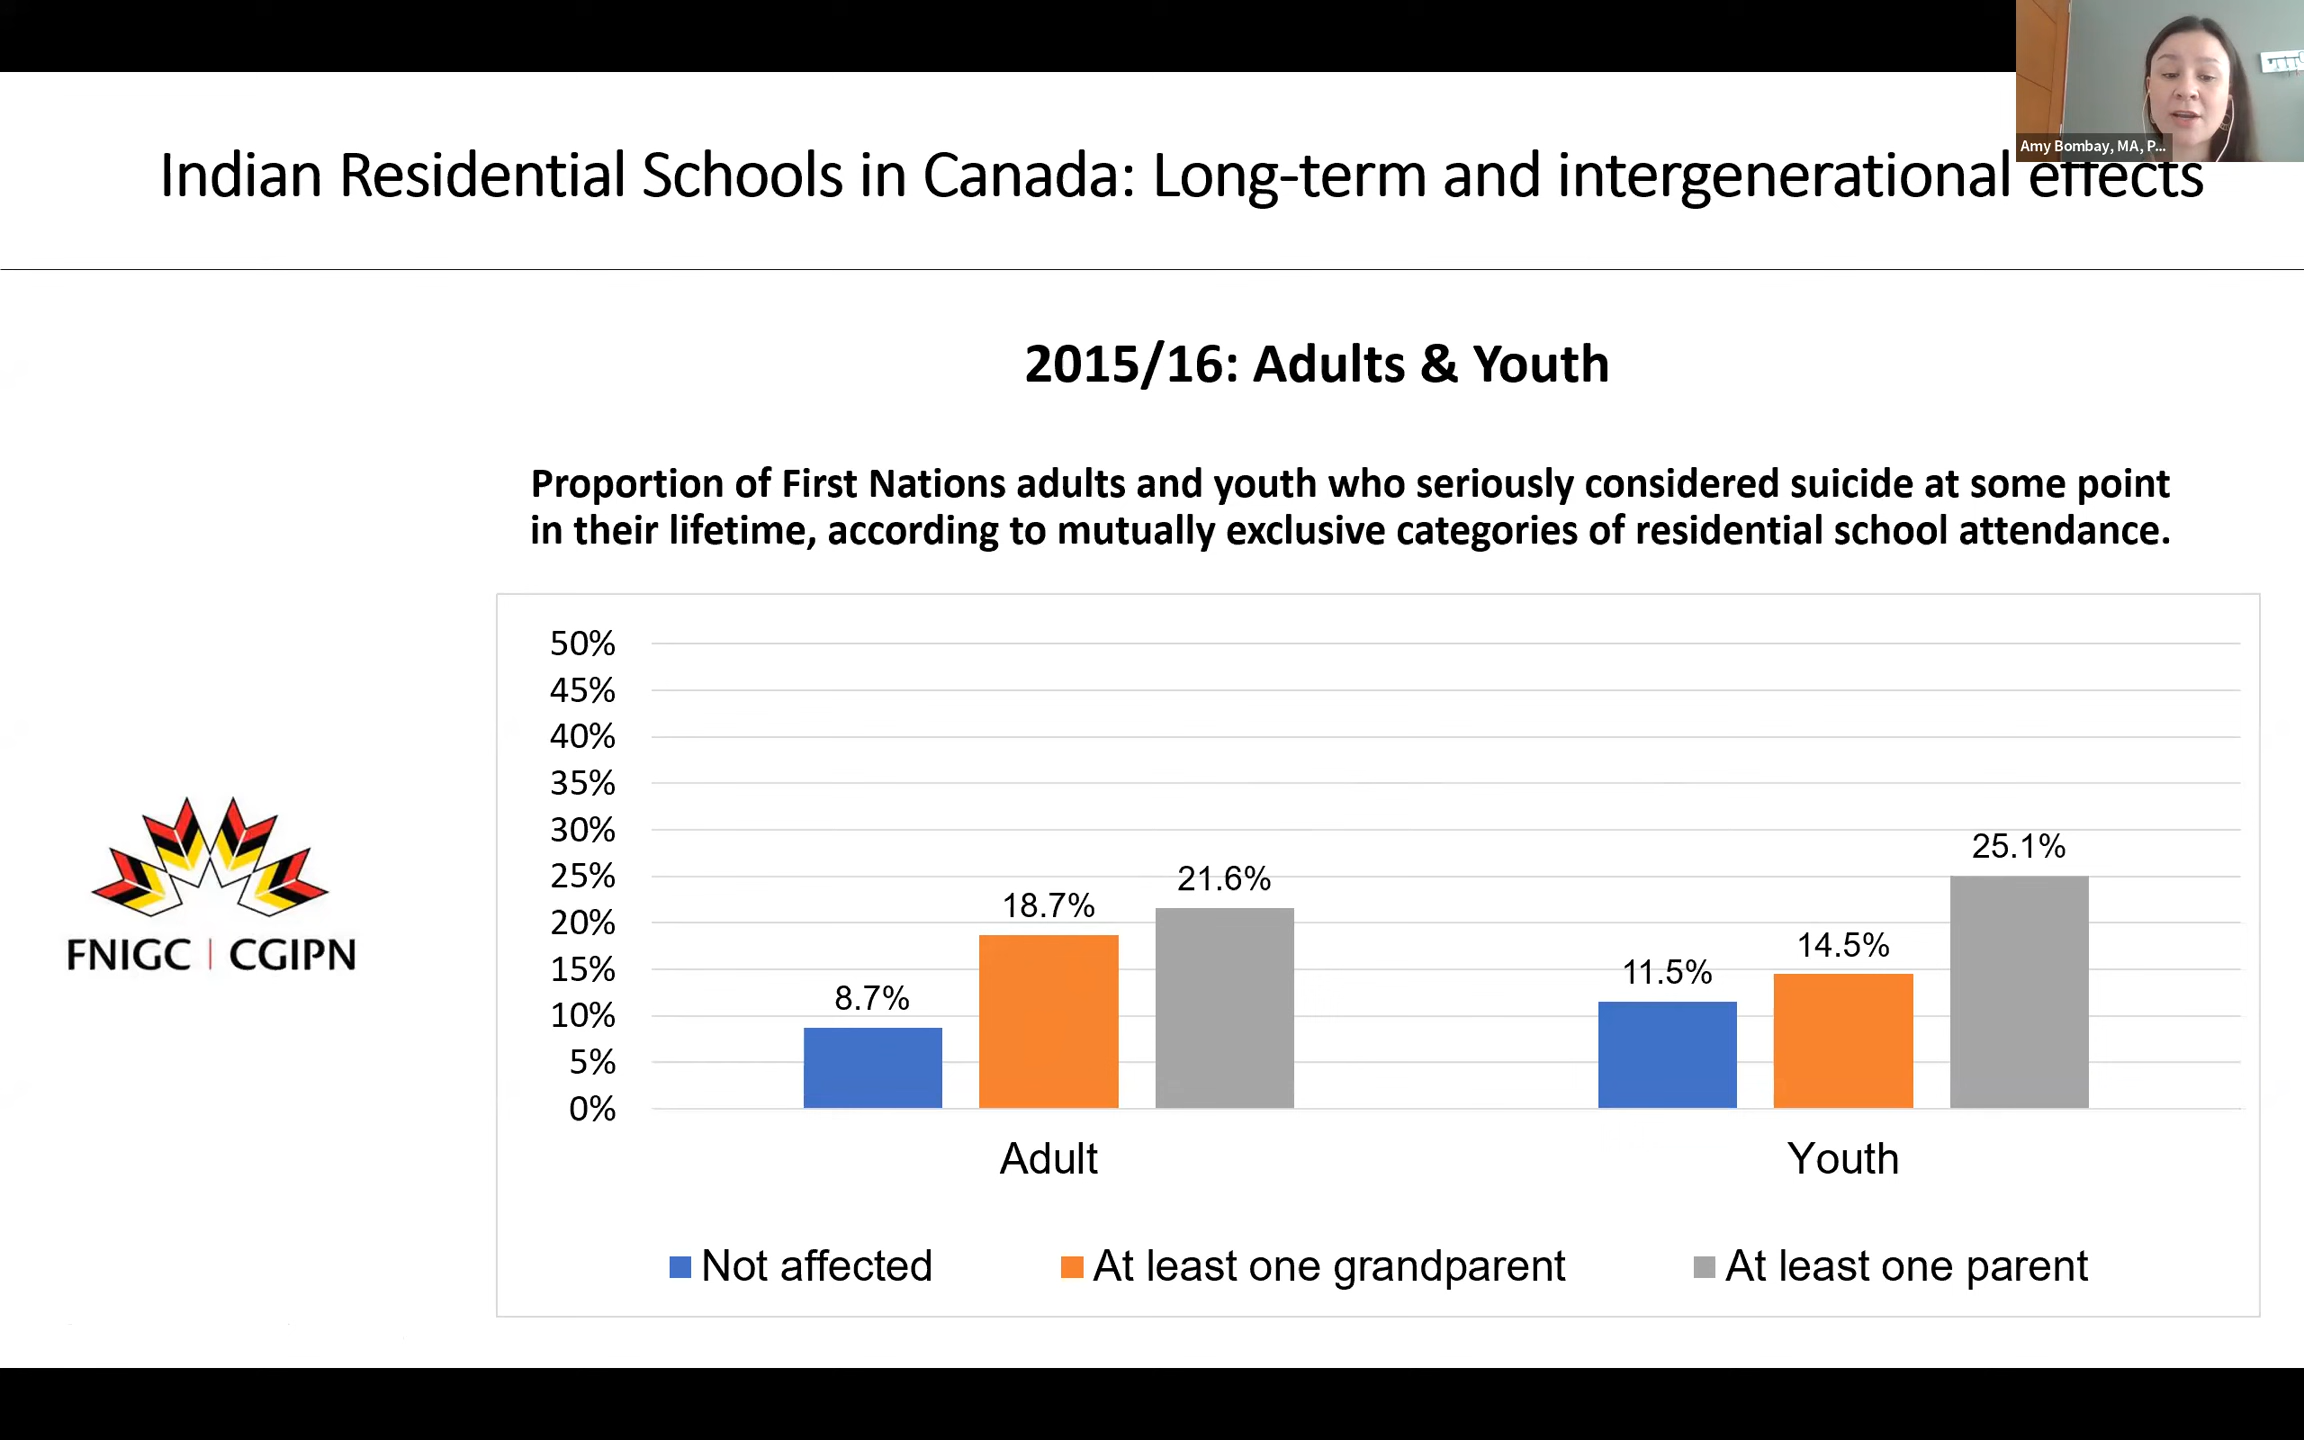 Amy Bombay, MA, P...
Indian Residential Schools in Canada: Long-term and intergenerational effects
2015/16: Adults & Youth
Proportion of First Nations adults and youth who seriously considered suicide at some point
in their lifetime, according to mutually exclusive categories of residential school attendance.
50%
45%
40%
35%
30%
25%
20%
15%
10%
5%
0%
8.7%
18.7%
21.6%
11.5%
14.5%
25.1%
Adult
Youth
Not affected
At least one grandparent
At least one parent
FNIGC | CGIPN